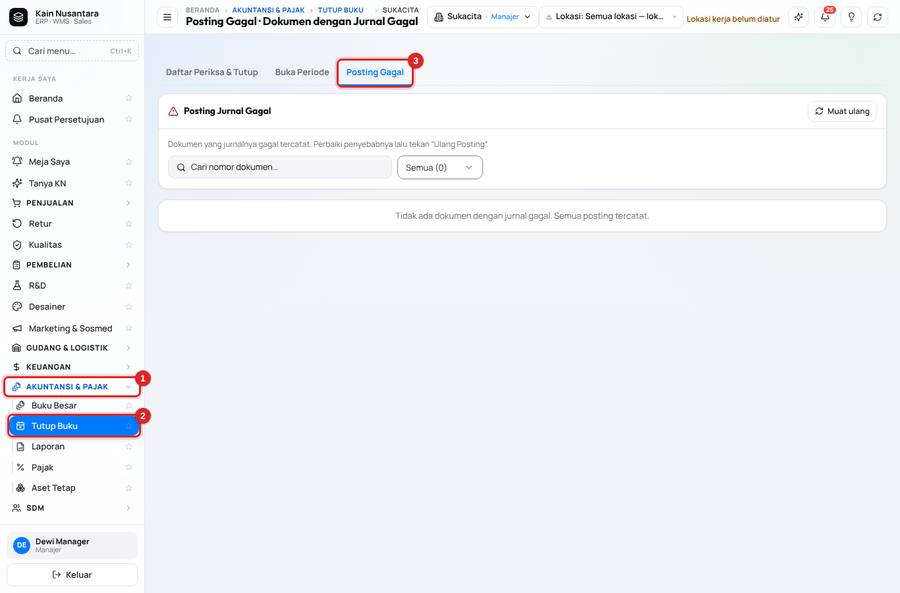 Kain Nusantara
ERP · WMS · Sales
Cari menu...
Ctrl+K
KERJA SAYA
Beranda
Pusat Persetujuan
MODUL
Meja Saya
Tanya KN
PENJUALAN
Retur
Kualitas
PEMBELIAN
R&D
Desainer
Marketing & Sosmed
GUDANG & LOGISTIK
KEUANGAN
AKUNTANSI & PAJAK
1
Buku Besar
2
Tutup Buku
Laporan
Pajak
Aset Tetap
SDM
DE
Dewi Manager
Manajer
Keluar
BERANDA › AKUNTANSI & PAJAK › TUTUP BUKU › SUKACITA
Posting Gagal · Dokumen dengan Jurnal Gagal
Sukacita · Manajer
Lokasi: Semua lokasi — lok...
Lokasi kerja belum diatur
25
Daftar Periksa & Tutup
Buka Periode
Posting Gagal
3
Posting Jurnal Gagal
Muat ulang
Dokumen yang jurnalnya gagal tercatat. Perbaiki penyebabnya lalu tekan "Ulang Posting".
Cari nomor dokumen...
Semua (0)
Tidak ada dokumen dengan jurnal gagal. Semua posting tercatat.